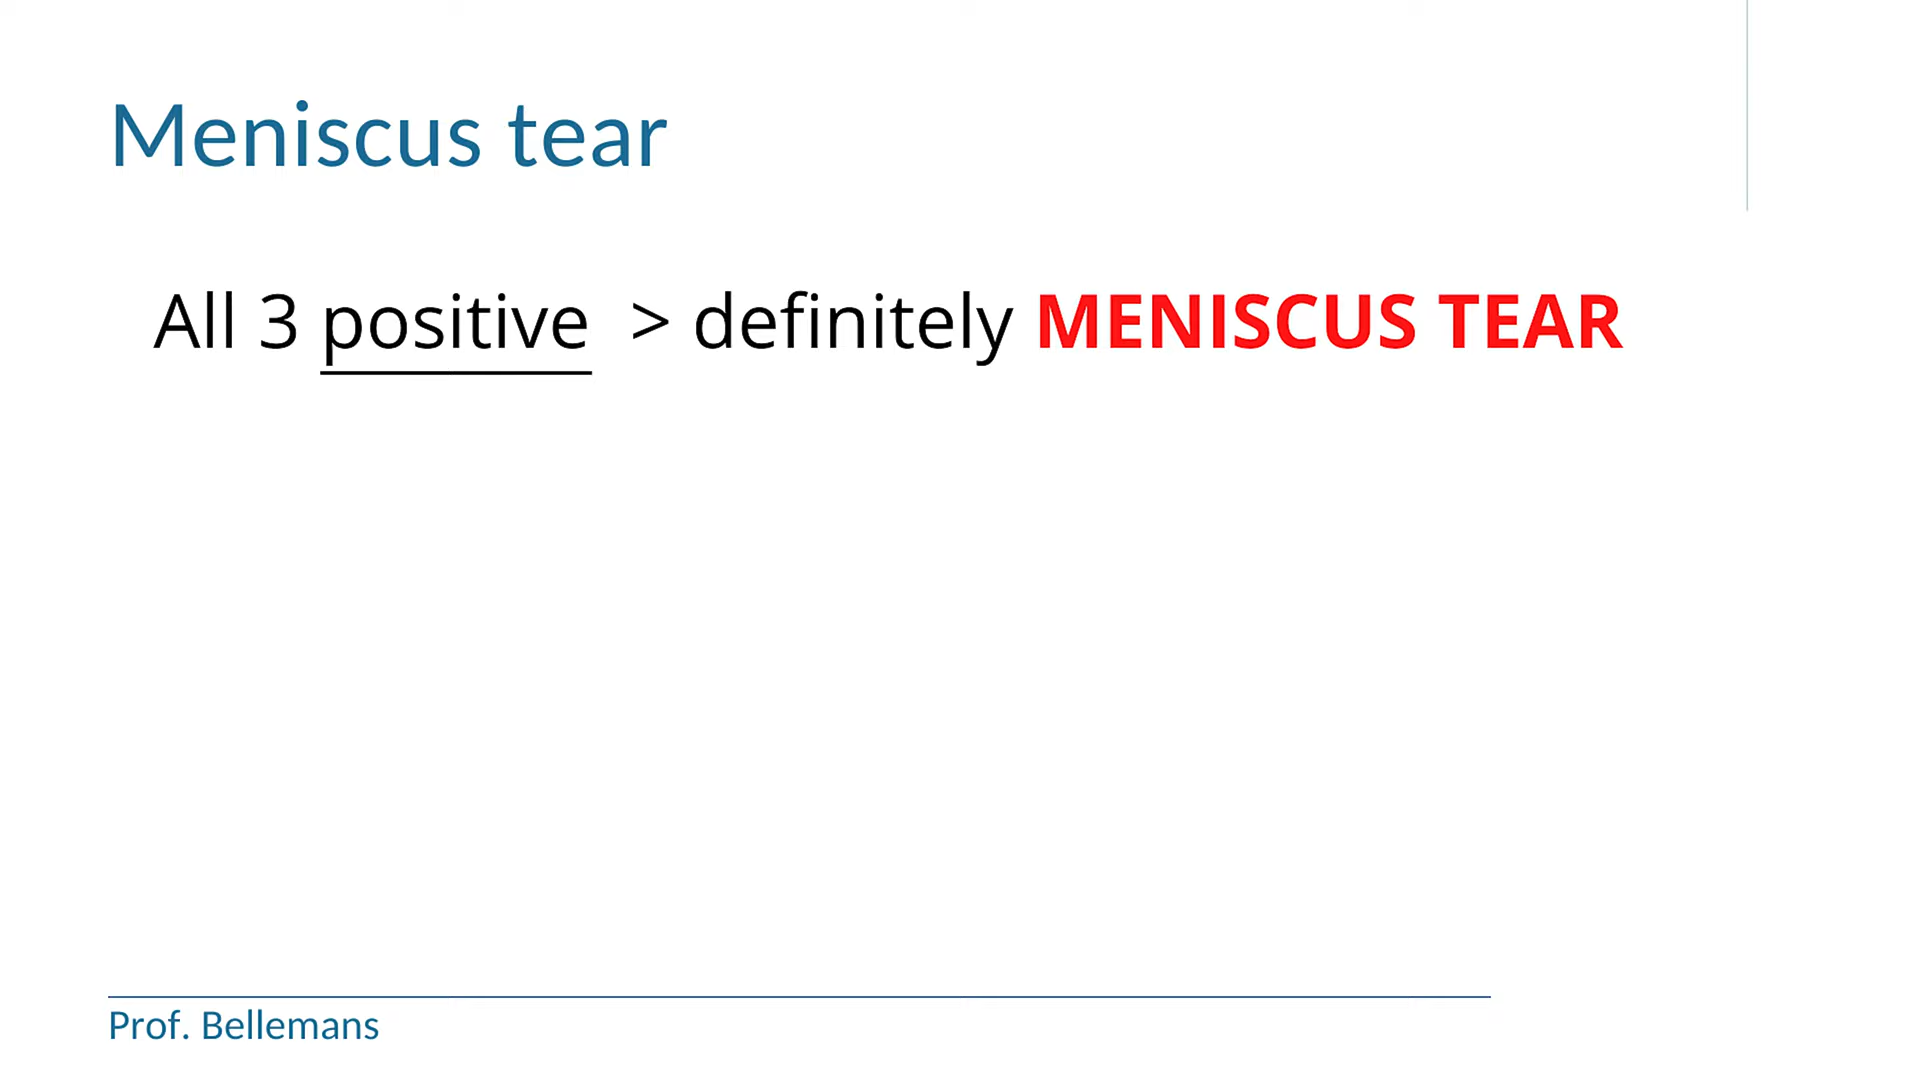 Meniscus tear
All 3 positive > definitely MENISCUS TEAR
Prof. Bellemans